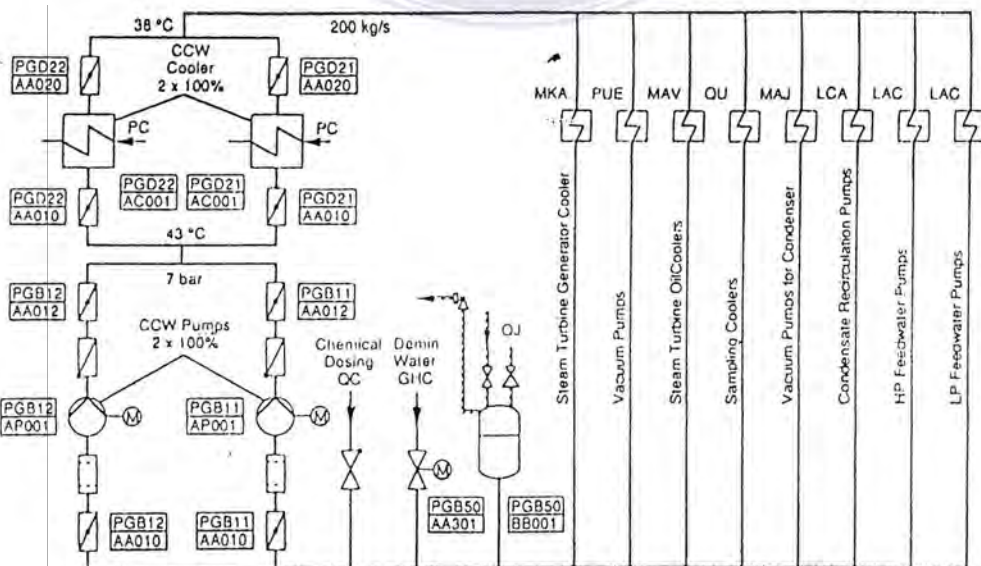 38 °C
200 kg/s
CCW
Cooler
2 x 100%
PGD22
AA020
PGD21
AA020
MKA
PUE
MAV
QU
MAJ
LCA
LAC
LAC
PC
PC
PGD22
AA010
PGD22
AC001
PGD21
AC001
PGD21
AA010
43 °C
7 bar
PGB12
AA012
PGB11
AA012
CCW Pumps
2 x 100%
Chemical
Dosing
QC
Demin
Water
GHC
QJ
PGB12
AP001
M
PGB11
AP001
M
M
PGB12
AA010
PGB11
AA010
PGB50
AA301
PGB50
BB001
Steam Turbine Generator Cooler
Vacuum Pumps
Steam Turbine OilCoolers
Sampking Coolers
Vacuum Pumps for Condenser
Condensate Recirculation Pumps
HP Feedwater Pumps
LP Feedwater Pumps